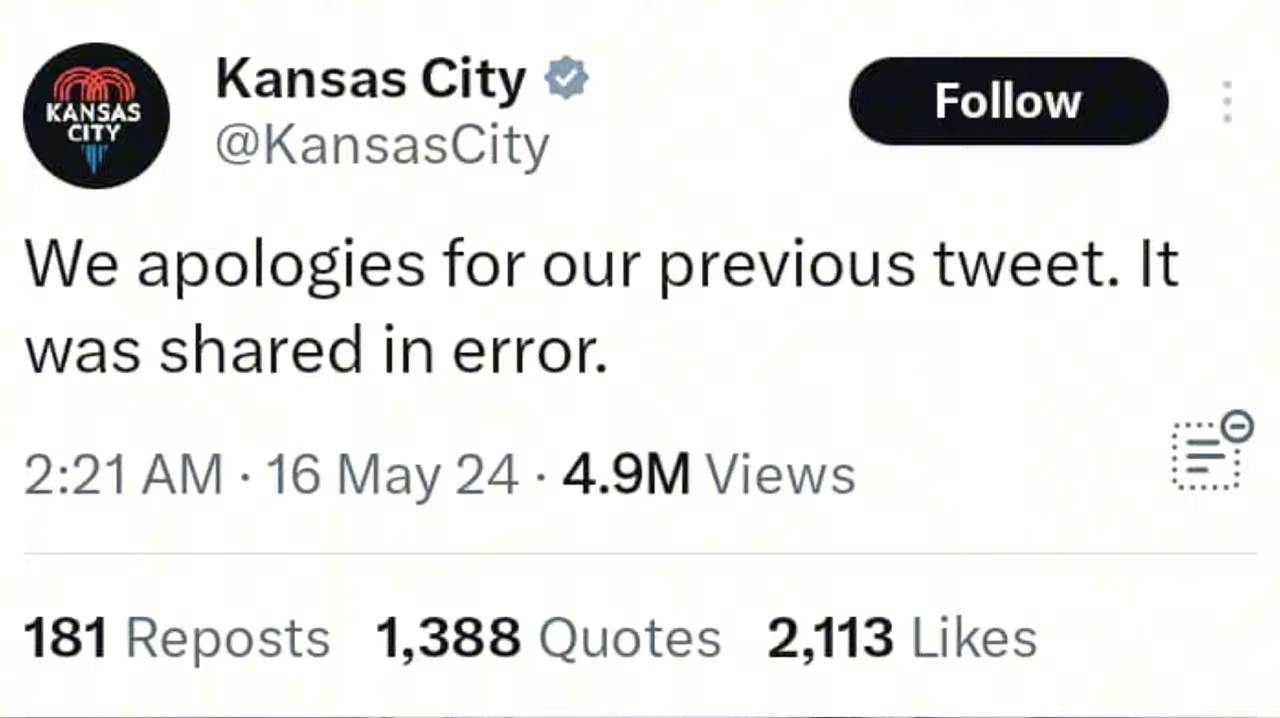 KANSAS
CITY
Kansas City
@KansasCity
Follow
We apologies for our previous tweet. It
was shared in error.
2:21 AM · 16 May 24 · 4.9M Views
181 Reposts 1,388 Quotes 2,113 Likes